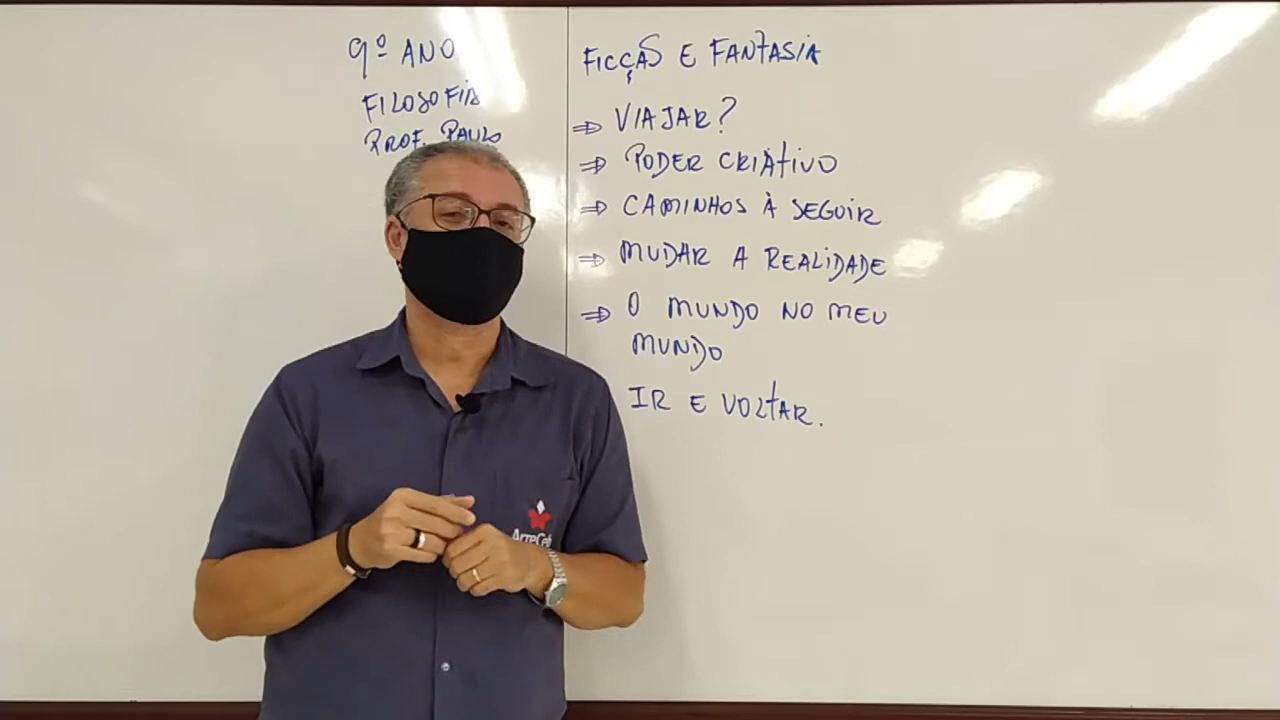 9º ANO
FILOSOFIA
PROF. PAULO
FICÇÃO E FANTASIA
⇒ VIAJAR?
⇒ PODER CRIATIVO
⇒ CAMINHOS À SEGUIR
⇒ MUDAR A REALIDADE
⇒ O MUNDO NO MEU
MUNDO
IR E VOLTAR.